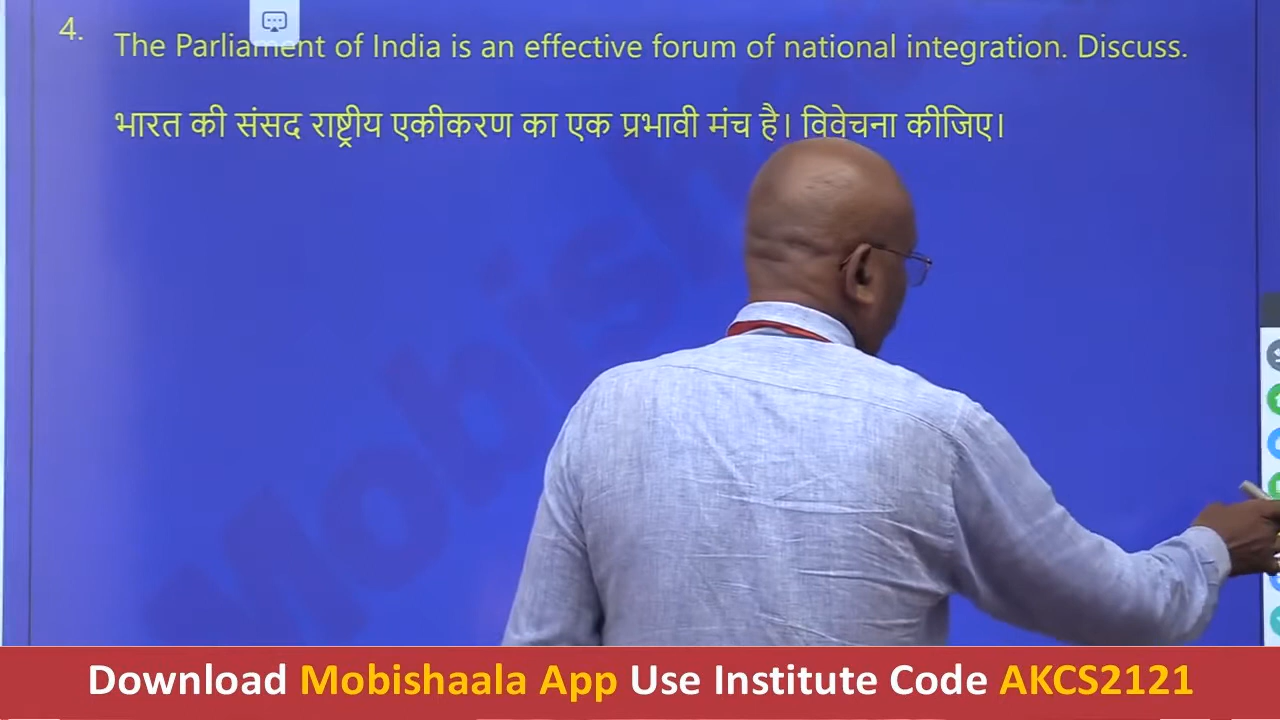 4. The Parliament of India is an effective forum of national integration. Discuss.
भारत की संसद राष्ट्रीय एकीकरण का एक प्रभावी मंच है। विवेचना कीजिए।
Download Mobishaala App Use Institute Code AKCS2121